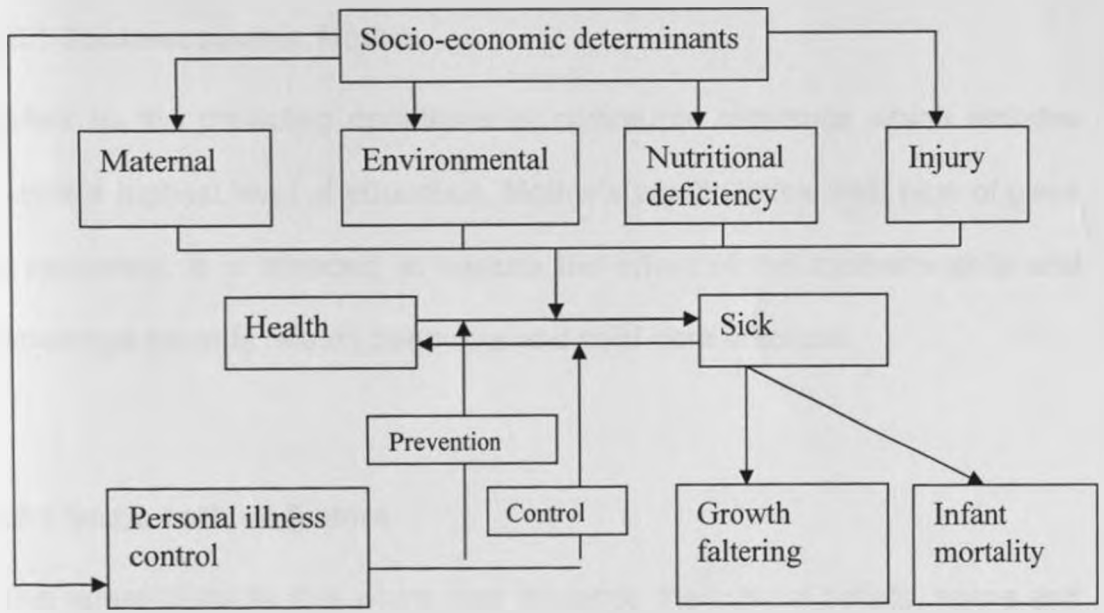 Socio-economic determinants
Maternal
Environmental
Nutritional
deficiency
Injury
Health
Sick
Prevention
Personal illness
control
Control
Growth
faltering
Infant
mortality